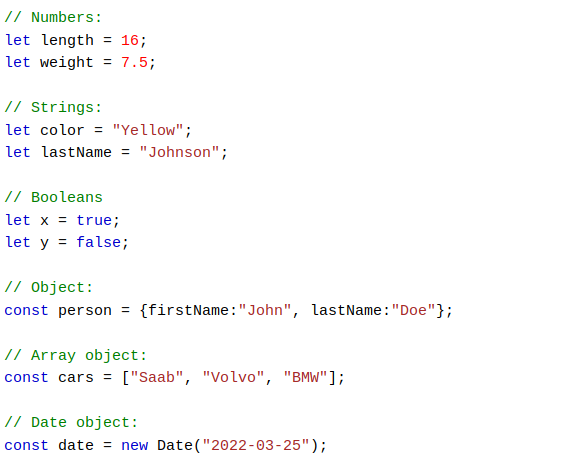 // Numbers:
let length = 16;
let weight = 7.5;

// Strings:
let color = "Yellow";
let lastName = "Johnson";

// Booleans
let x = true;
let y = false;

// Object:
const person = {firstName:"John", lastName:"Doe"};

// Array object:
const cars = ["Saab", "Volvo", "BMW"];

// Date object:
const date = new Date("2022-03-25");